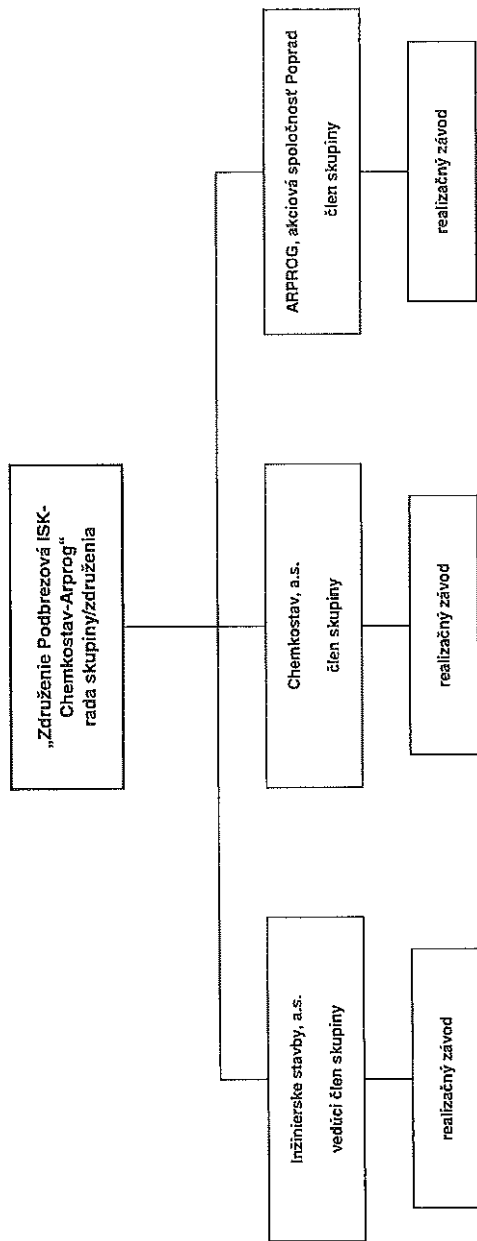 „Združenie Podbrezová ISK-
Chemkostav-Arprog“
rada skupiny/združenia
Inžinierske stavby, a.s.
vedúci člen skupiny
realizačný závod
Chemkostav, a.s.
člen skupiny
realizačný závod
ARPROG, akciová spoločnosť Poprad
člen skupiny
realizačný závod